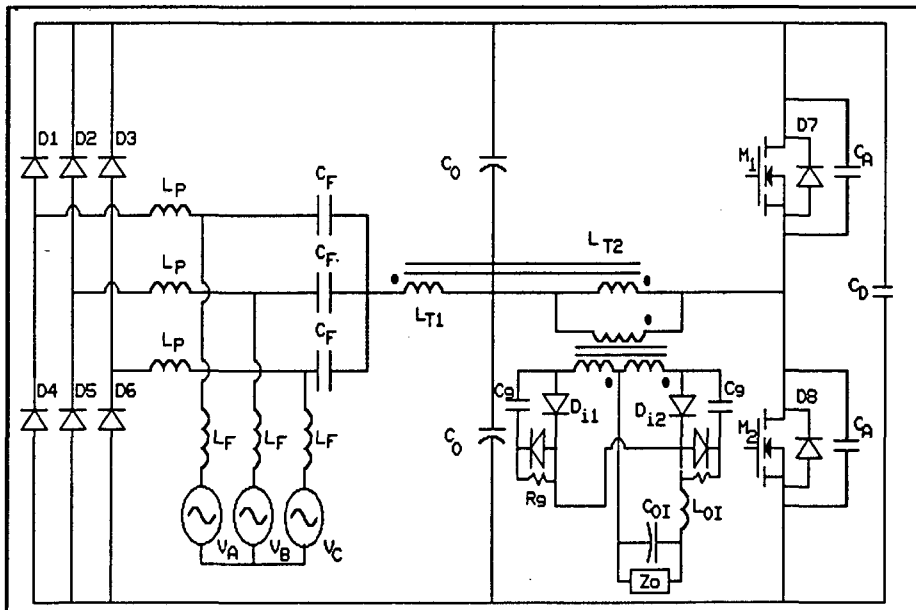 D1 D2 D3
D7
M1
CA
CO
LP
CF
LT2
LP
CF.
CD
LT1
LP
CF
D4 D5 D6
Cg
Di1
Di2
Cg
D8
CA
M2
CO
LF LF LF
Rg
COI
LOI
VA VB VC
Zo